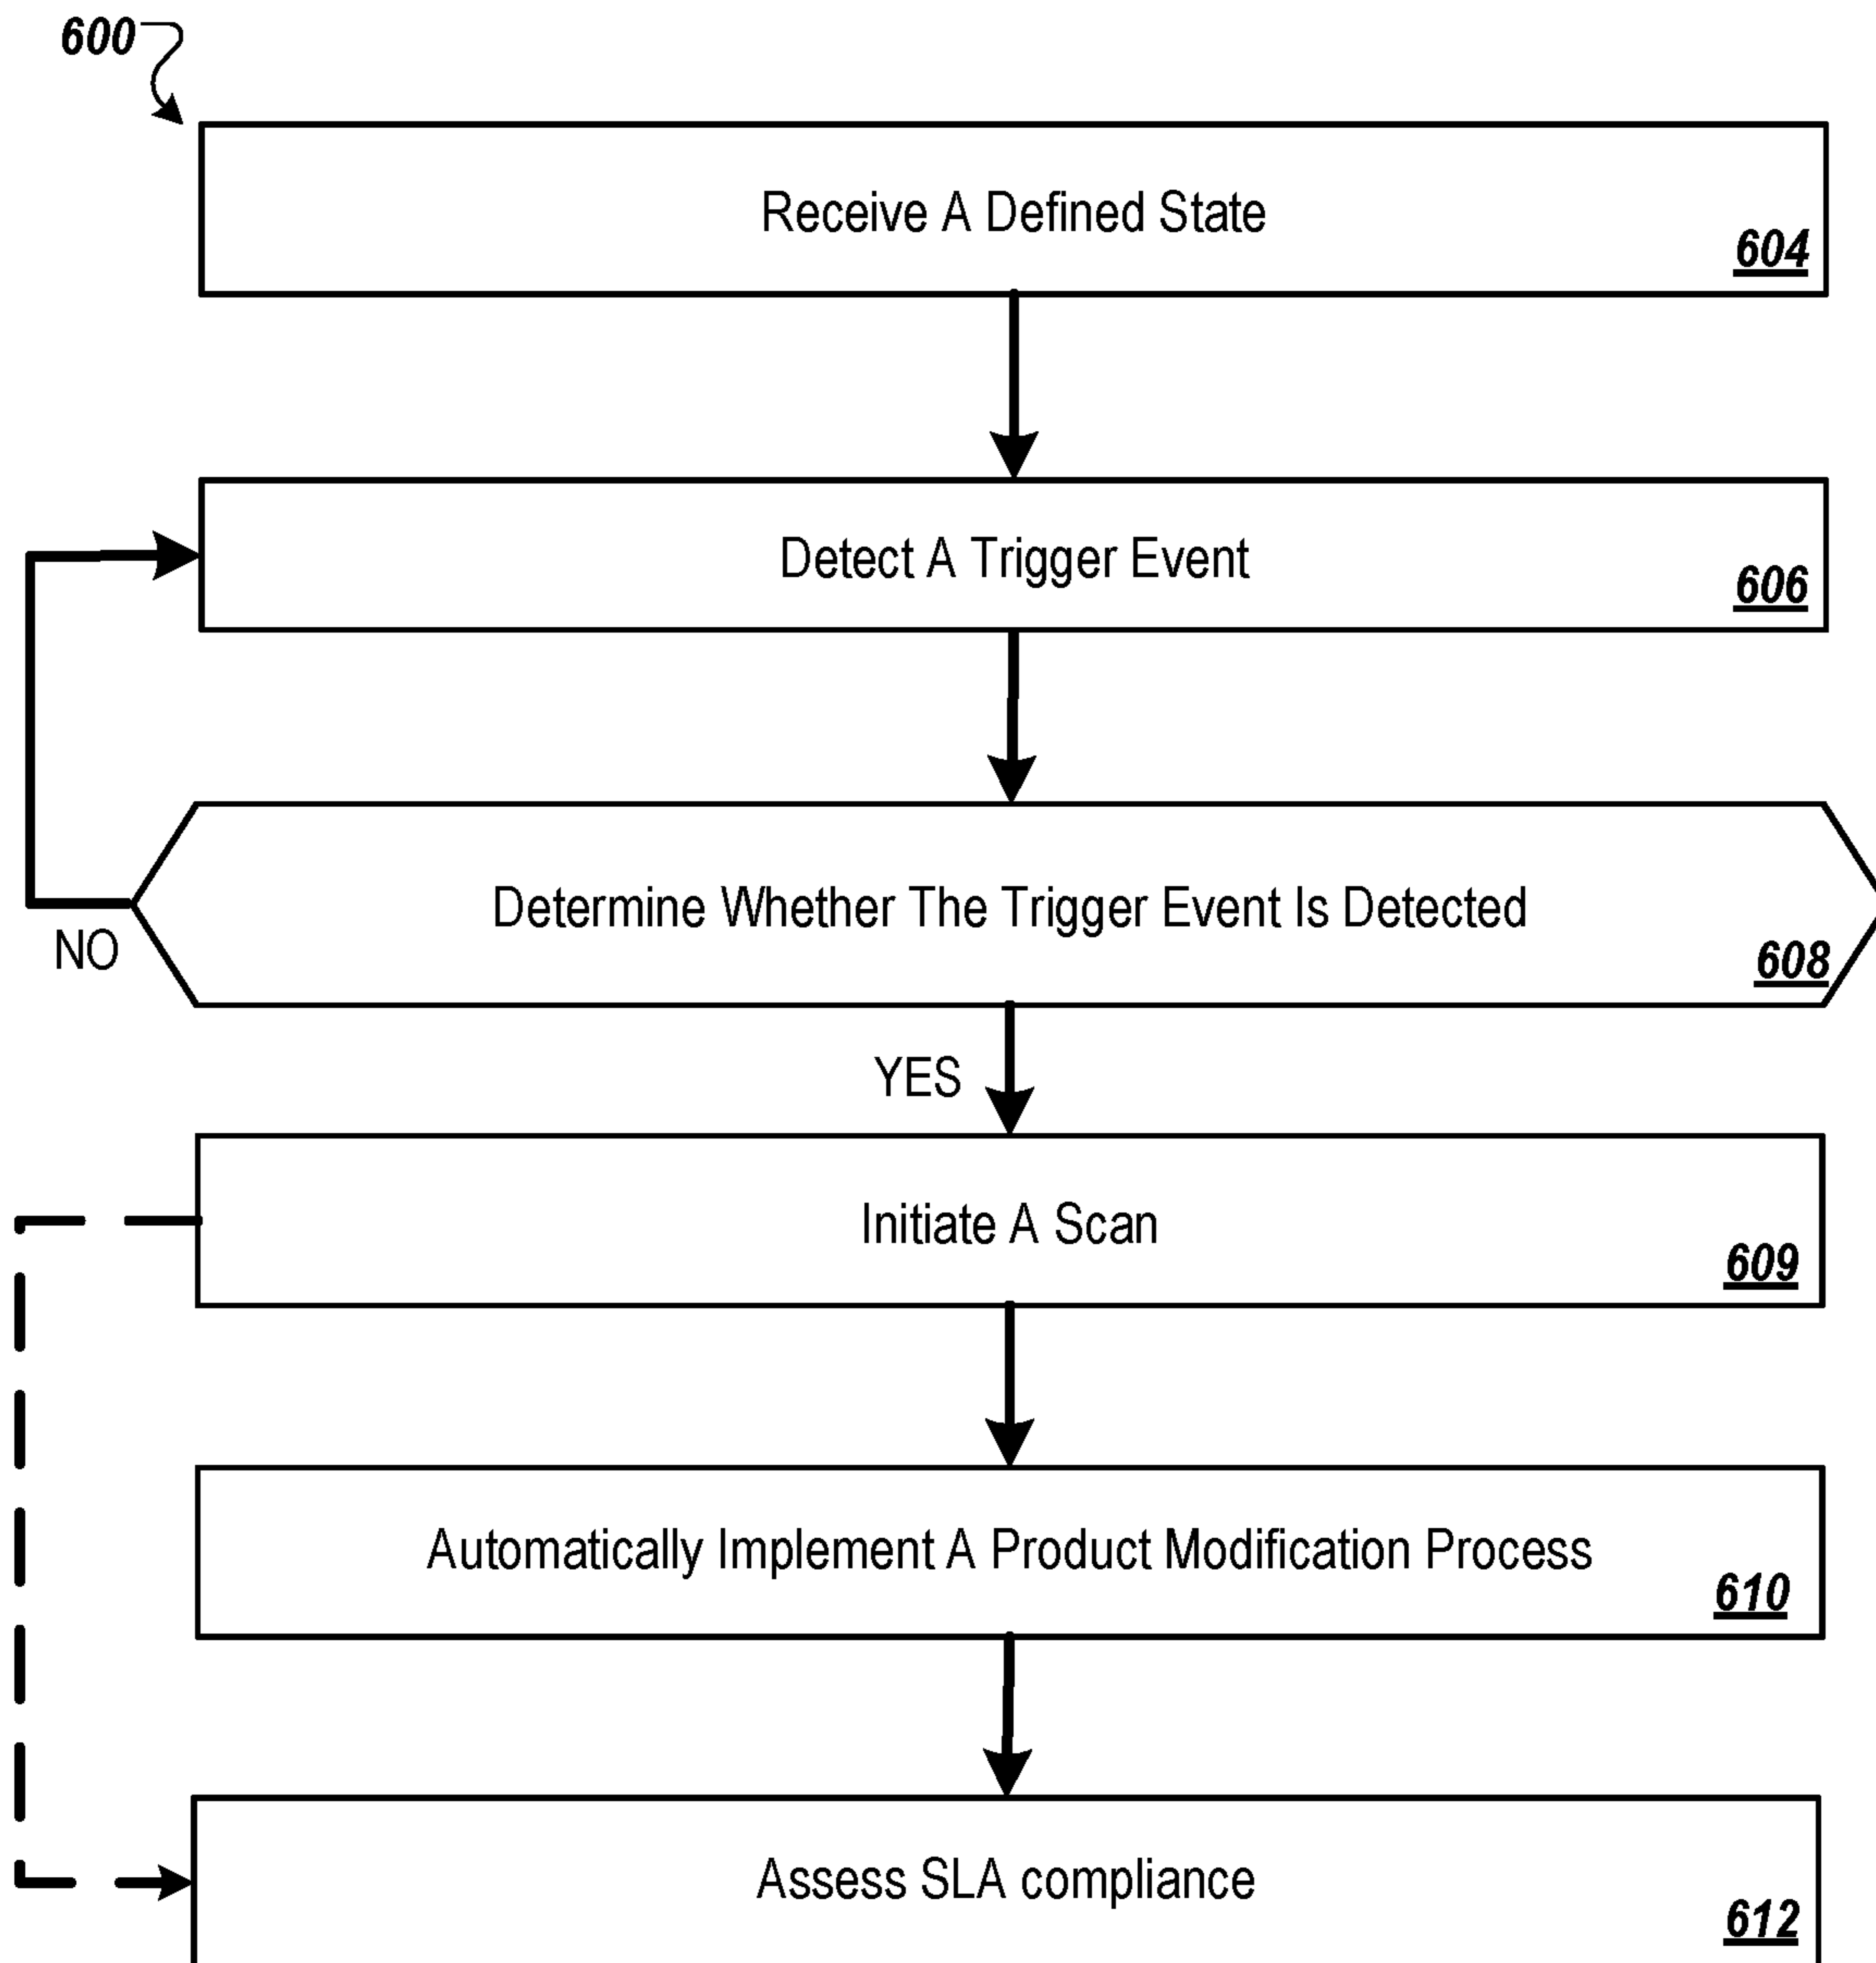 600
Receive A Defined State
604
Detect A Trigger Event
606
Determine Whether The Trigger Event Is Detected
608
NO
YES
Initiate A Scan
609
Automatically Implement A Product Modification Process
610
Assess SLA compliance
612